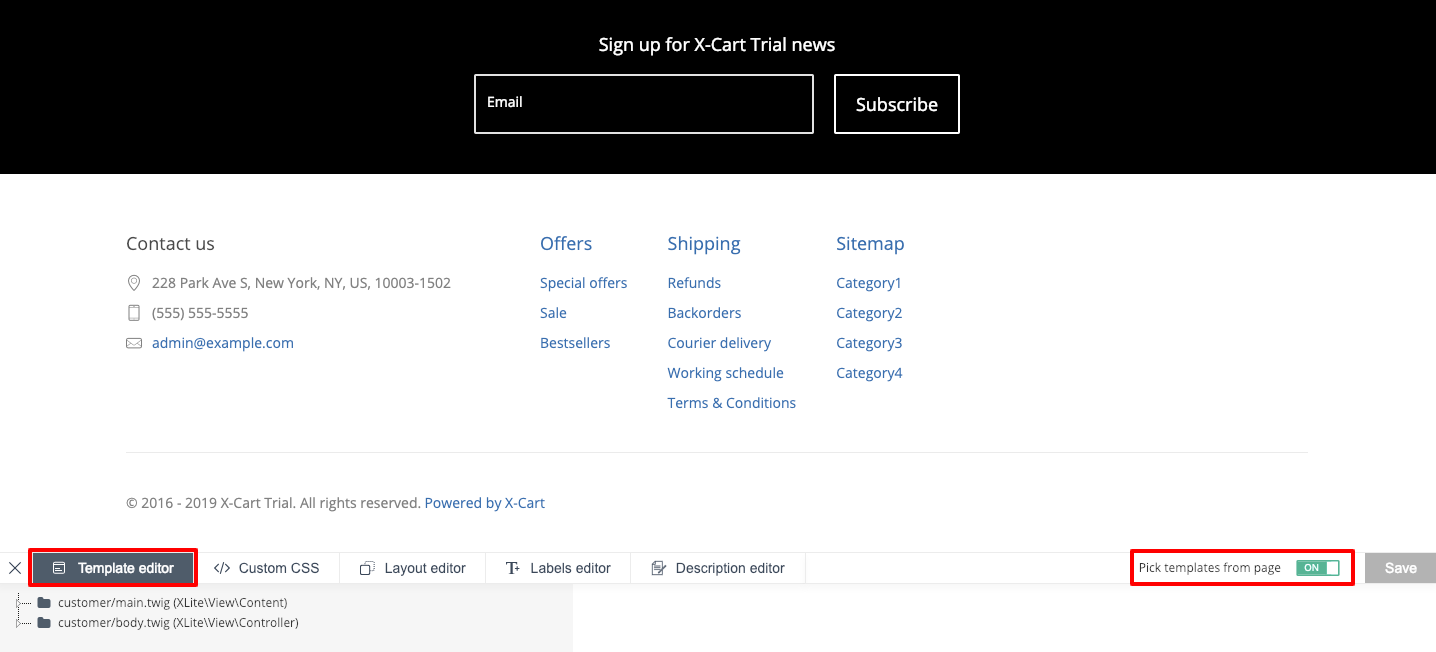 Sign up for X-Cart Trial news
Email
Subscribe
Contact us
228 Park Ave S, New York, NY, US, 10003-1502
(555) 555-5555
admin@example.com
Offers
Special offers
Sale
Bestsellers
Shipping
Refunds
Backorders
Courier delivery
Working schedule
Terms & Conditions
Sitemap
Category1
Category2
Category3
Category4
© 2016 - 2019 X-Cart Trial. All rights reserved. Powered by X-Cart
Template editor
Custom CSS
Layout editor
Labels editor
Description editor
Pick templates from page
ON
Save
customer/main.twig (XLite\View\Content)
customer/body.twig (XLite\View\Controller)